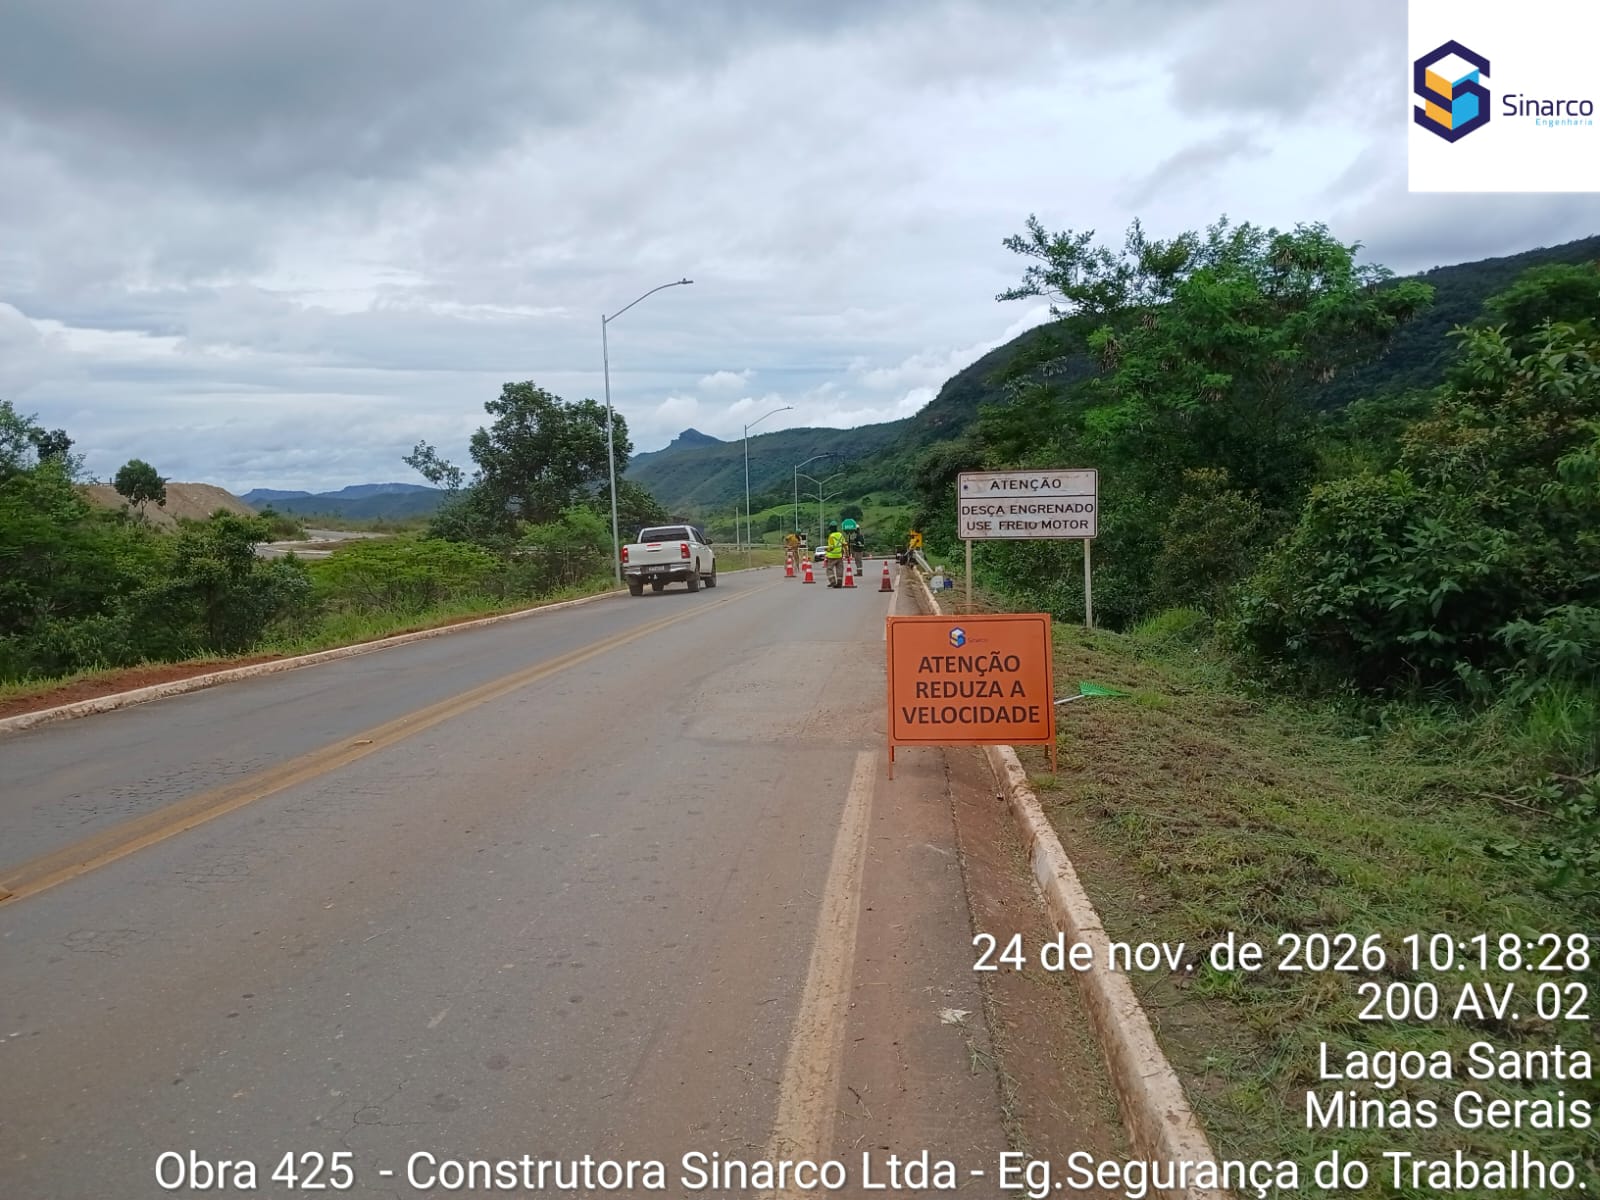 Sinarco
Engenharia
ATENÇÃO
DESÇA ENGRENADO
USE FREIO MOTOR
Sinarco
ATENÇÃO
REDUZA A
VELOCIDADE
24 de nov. de 2026 10:18:28
200 AV. 02
Lagoa Santa
Minas Gerais
Obra 425 - Construtora Sinarco Ltda - Eg.Segurança do Trabalho.